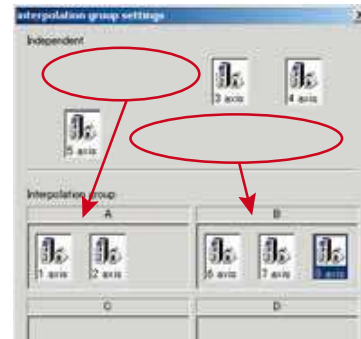 interpolation group settings
Independent
3 axis
4 axis
5 axis
Interpolation group
A
B
1 axis
2 axis
6 axis
7 axis
8 axis
C
D